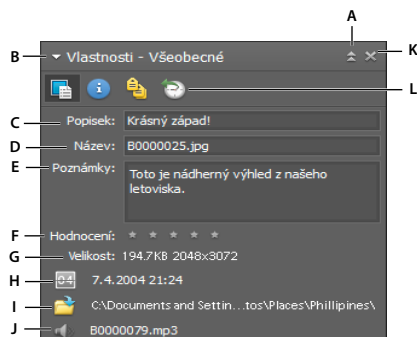 A
B ▾ Vlastnosti - Všeobecné K
L
C Popisek: Krásný západ!
D Název: B0000025.jpg
E Poznámky: Toto je nádherný výhled z našeho
letoviska.
F Hodnocení: ★ ★ ★ ★ ★
G Velikost: 194.7KB 2048x3072
H 04 7.4.2004 21:24
I C:\Documents and Settin...tos\Places\Phillipines\
J B0000079.mp3